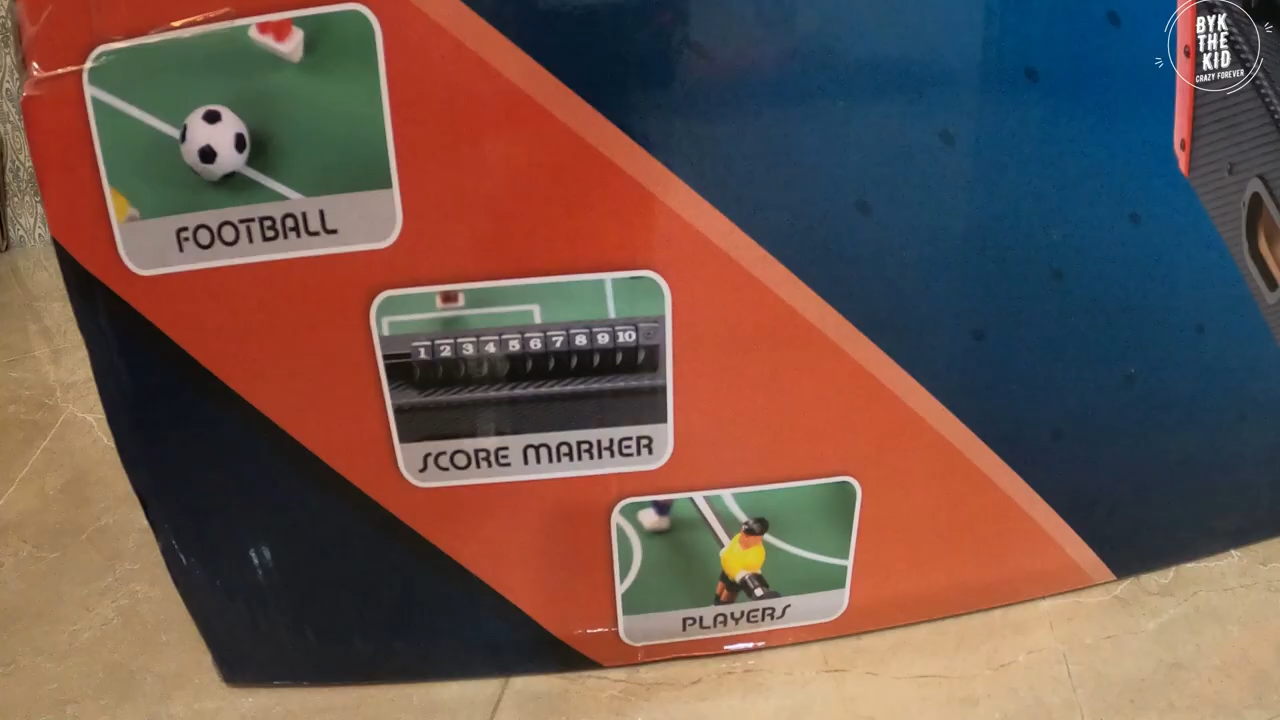 BYK
THE
KID
CRAZY FOREVER
FOOTBALL
1 2 3 4 5 6 7 8 9 10
SCORE MARKER
PLAYERS